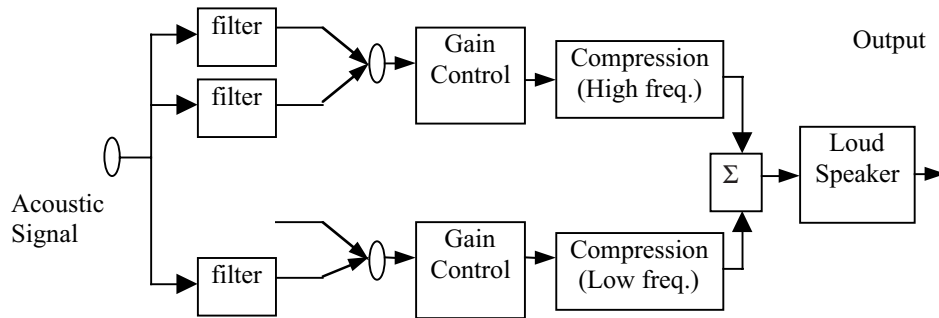 filter
filter
Gain
Control
Compression
(High freq.)
Output
Σ
Loud
Speaker
Acoustic
Signal
filter
Gain
Control
Compression
(Low freq.)